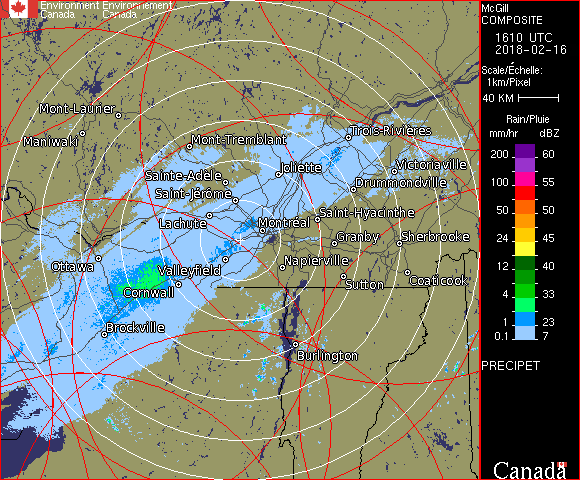 Environment Environnement
Canada Canada
Mont-Laurier
Maniwaki
Mont-Tremblant
Trois-Rivières
Joliette
Victoriaville
Sainte-Adèle
Drummondville
Saint-Jérôme
Saint-Hyacinthe
Lachute
Montréal
Granby
Sherbrooke
Ottawa
Valleyfield
Napierville
Sutton
Coaticook
Cornwall
Brockville
Burlington
McGill
COMPOSITE
1610 UTC
2018-02-16
Scale/Échelle:
1km/Pixel
40 KM
Rain/Pluie
mm/hr dBZ
200 60
100 55
50 50
24 45
12 40
4 33
1 23
0.1 7
PRECIPET
Canada